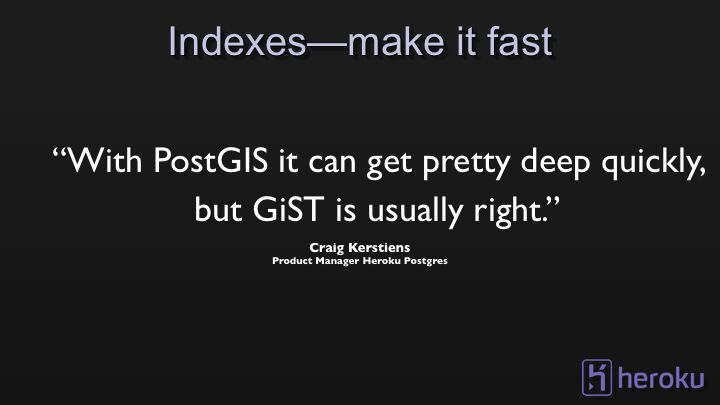 Indexes—make it fast
“With PostGIS it can get pretty deep quickly,
but GiST is usually right.”
Craig Kerstiens
Product Manager Heroku Postgres
heroku